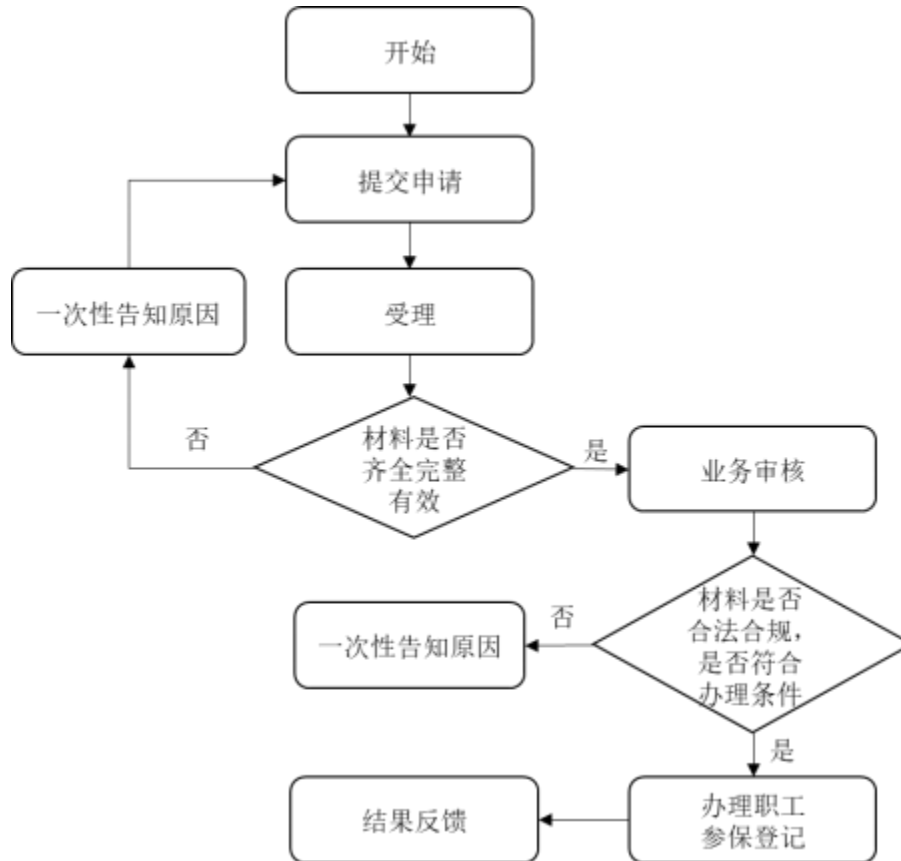 开始
提交申请
一次性告知原因
受理
否
材料是否
齐全完整
有效
是
业务审核
一次性告知原因
否
材料是否
合法合规，
是否符合
办理条件
是
结果反馈
办理职工
参保登记